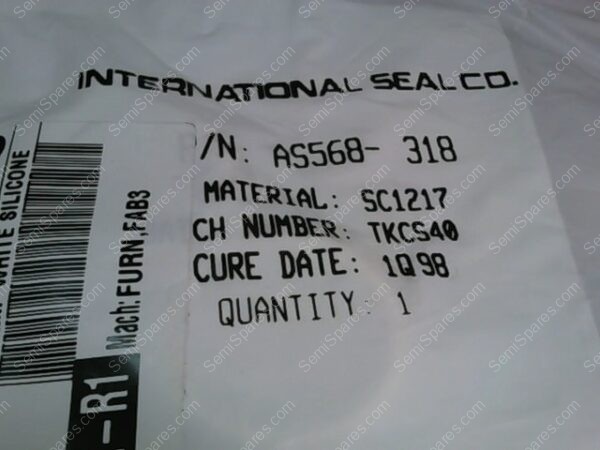 INTERNATIONAL SEAL CO.
/N: AS568- 318
MATERIAL: SC1217
CH NUMBER: TKCS40
CURE DATE: 1Q98
QUANTITY: 1
WHITE SILICONE
Mach: FURN,FAB3
-R1
SemiSpares.com